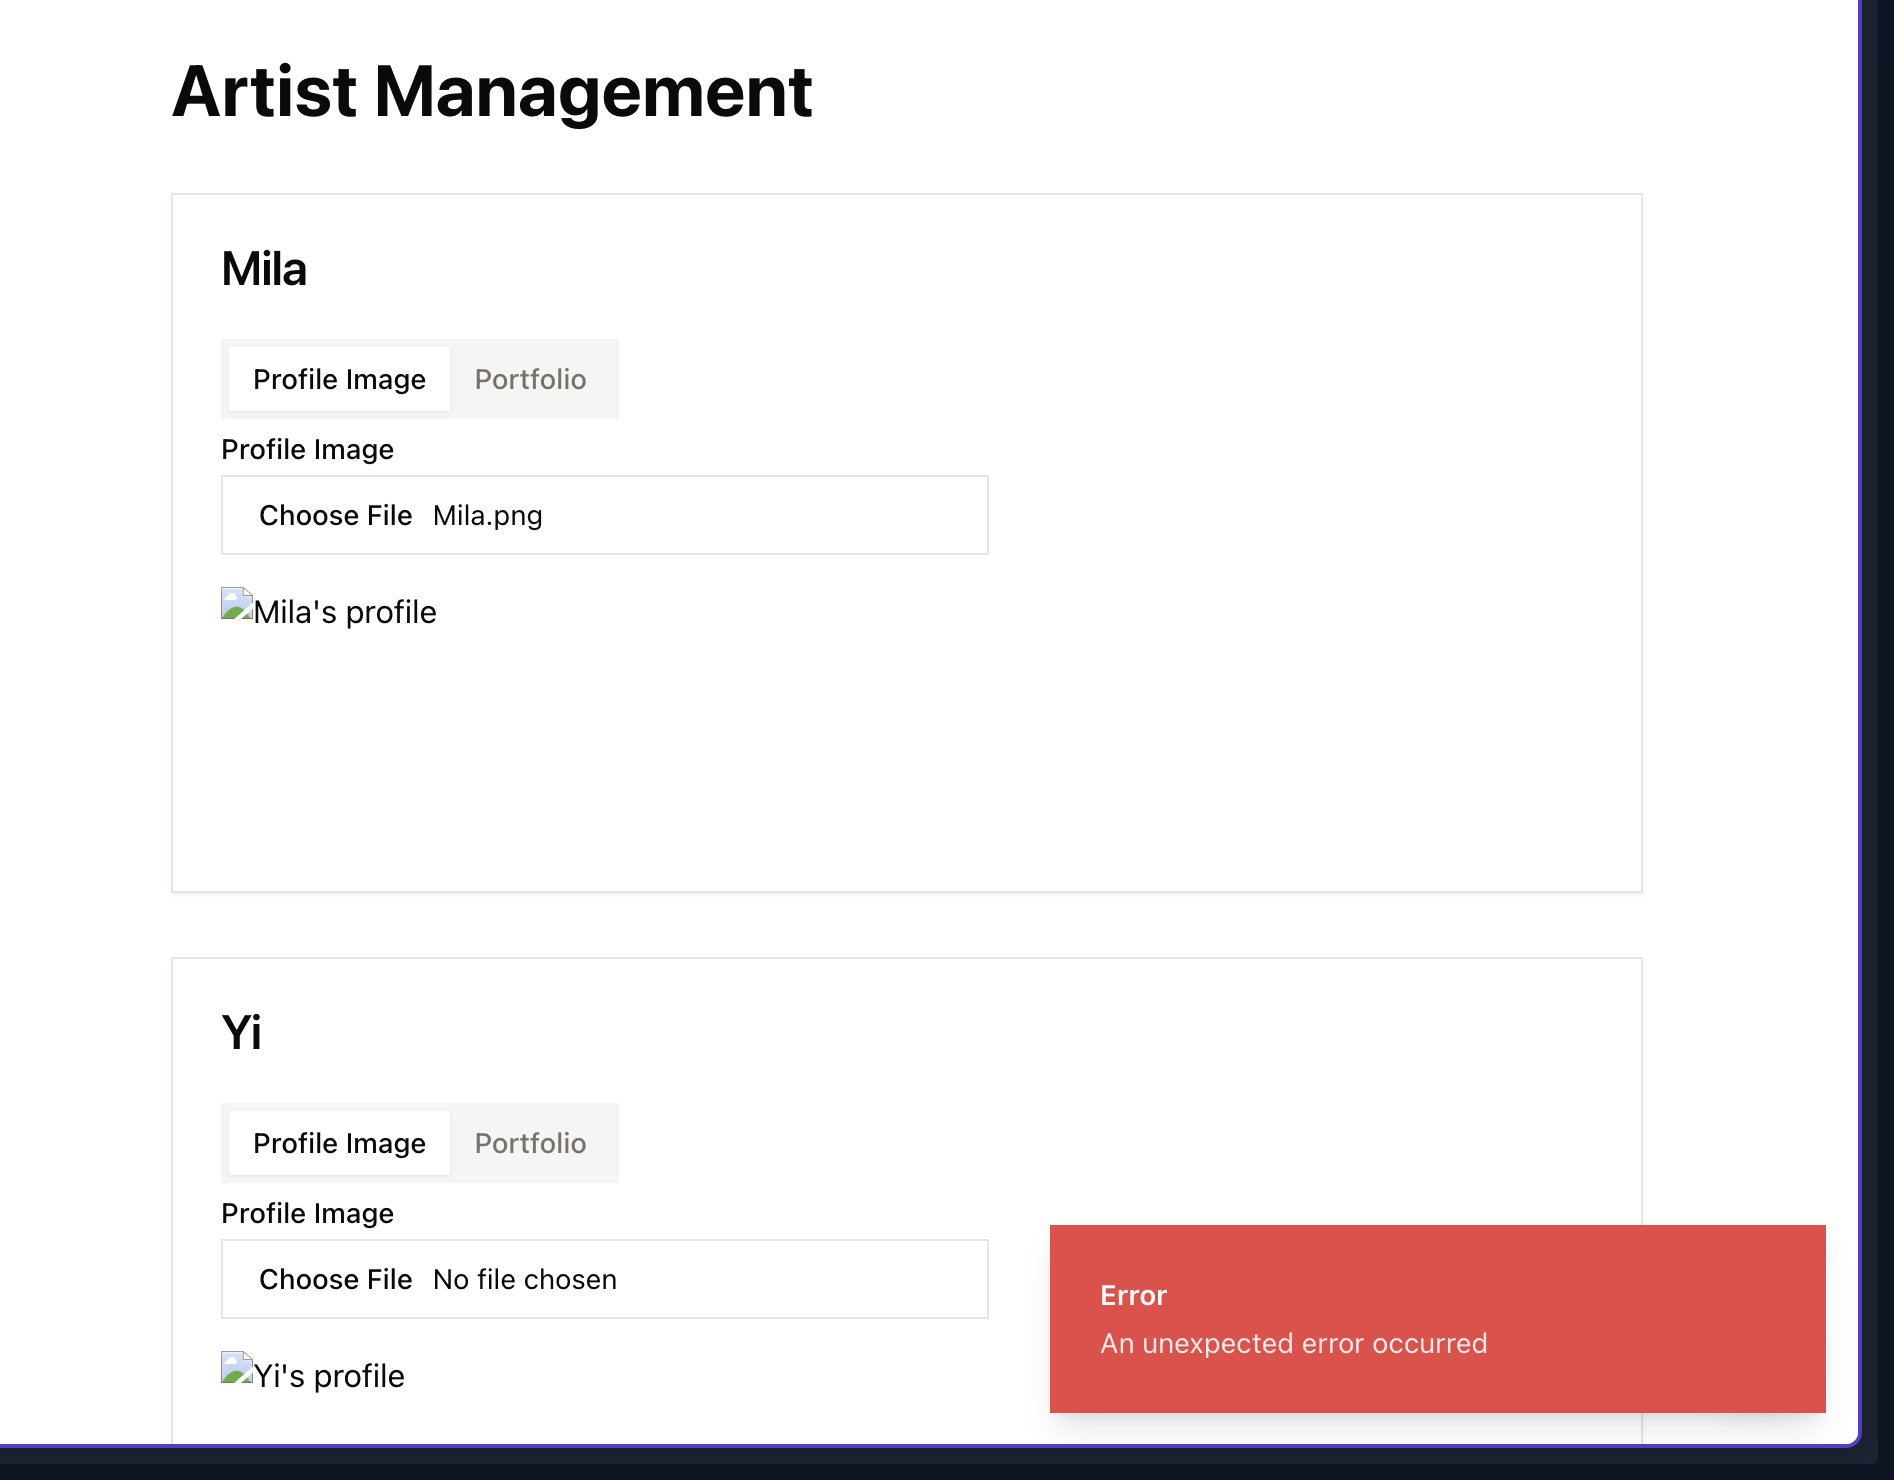 Artist Management
Mila
Profile Image Portfolio
Profile Image
Choose File Mila.png
Mila's profile
Yi
Profile Image Portfolio
Profile Image
Choose File No file chosen
Yi's profile
Error
An unexpected error occurred